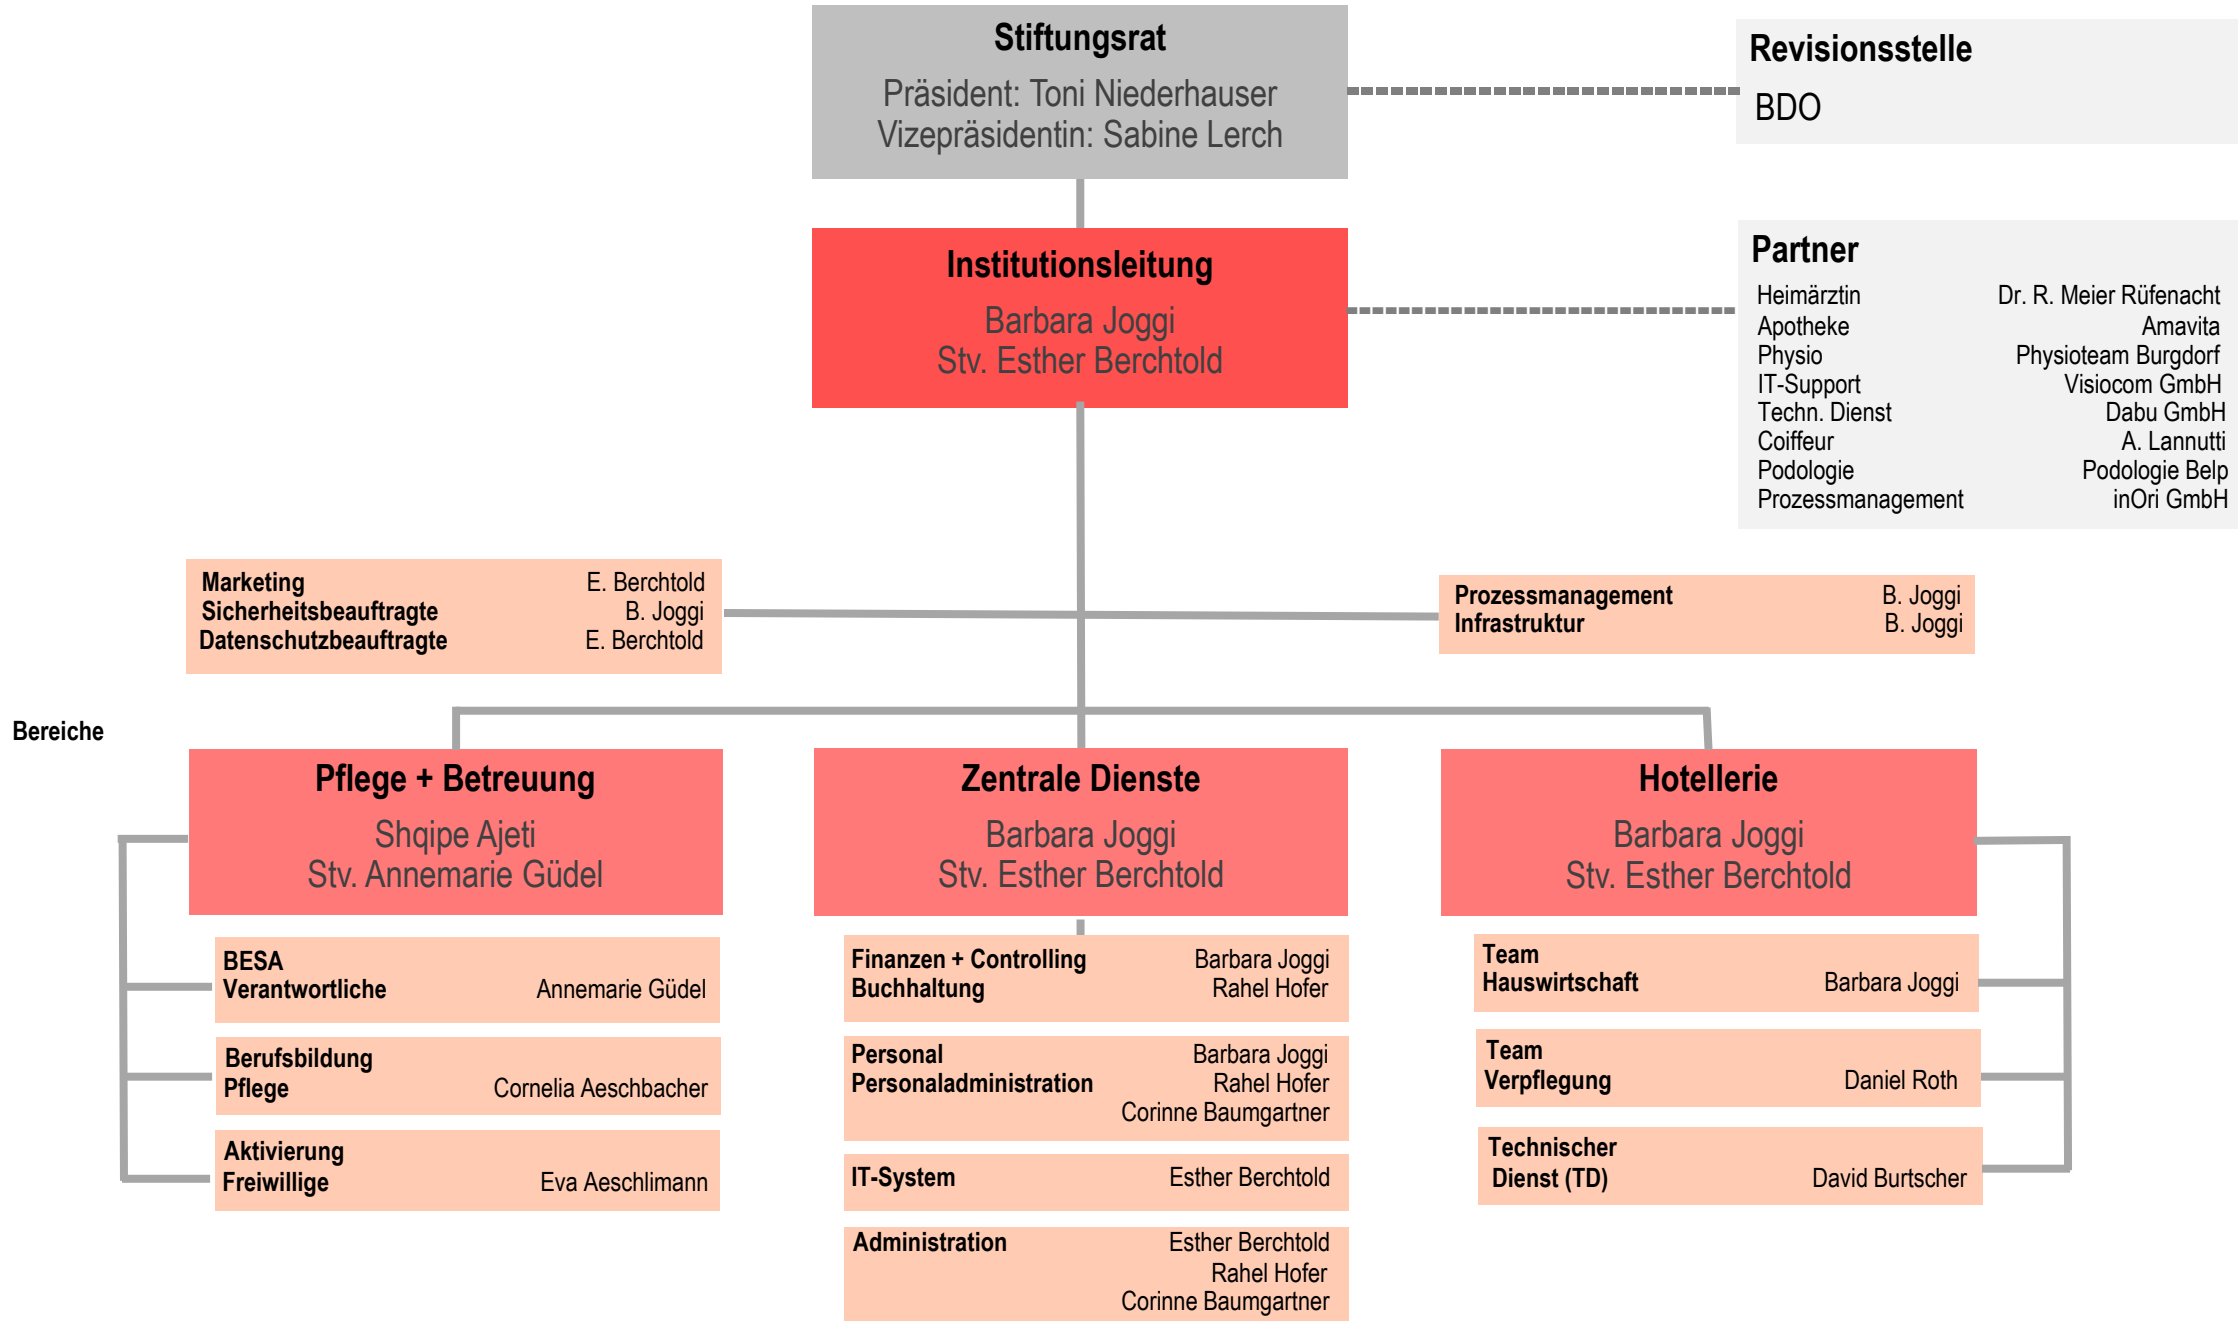 Stiftungsrat
Präsident: Toni Niederhauser
Vizepräsidentin: Sabine Lerch
Revisionsstelle
BDO
Institutionsleitung
Barbara Joggi
Stv. Esther Berchtold
Partner
Heimärztin Dr. R. Meier Rüfenacht
Apotheke Amavita
Physio Physioteam Burgdorf
IT-Support Visiocom GmbH
Techn. Dienst Dabu GmbH
Coiffeur A. Lannutti
Podologie Podologie Belp
Prozessmanagement inOri GmbH
Marketing E. Berchtold
Sicherheitsbeauftragte B. Joggi
Datenschutzbeauftragte E. Berchtold
Prozessmanagement B. Joggi
Infrastruktur B. Joggi
Bereiche
Pflege + Betreuung
Shqipe Ajeti
Stv. Annemarie Güdel
BESA
Verantwortliche Annemarie Güdel
Berufsbildung
Pflege Cornelia Aeschbacher
Aktivierung
Freiwillige Eva Aeschlimann
Zentrale Dienste
Barbara Joggi
Stv. Esther Berchtold
Finanzen + Controlling Barbara Joggi
Buchhaltung Rahel Hofer
Personal Barbara Joggi
Personaladministration Rahel Hofer
Corinne Baumgartner
IT-System Esther Berchtold
Administration Esther Berchtold
Rahel Hofer
Corinne Baumgartner
Hotellerie
Barbara Joggi
Stv. Esther Berchtold
Team
Hauswirtschaft Barbara Joggi
Team
Verpflegung Daniel Roth
Technischer
Dienst (TD) David Burtscher